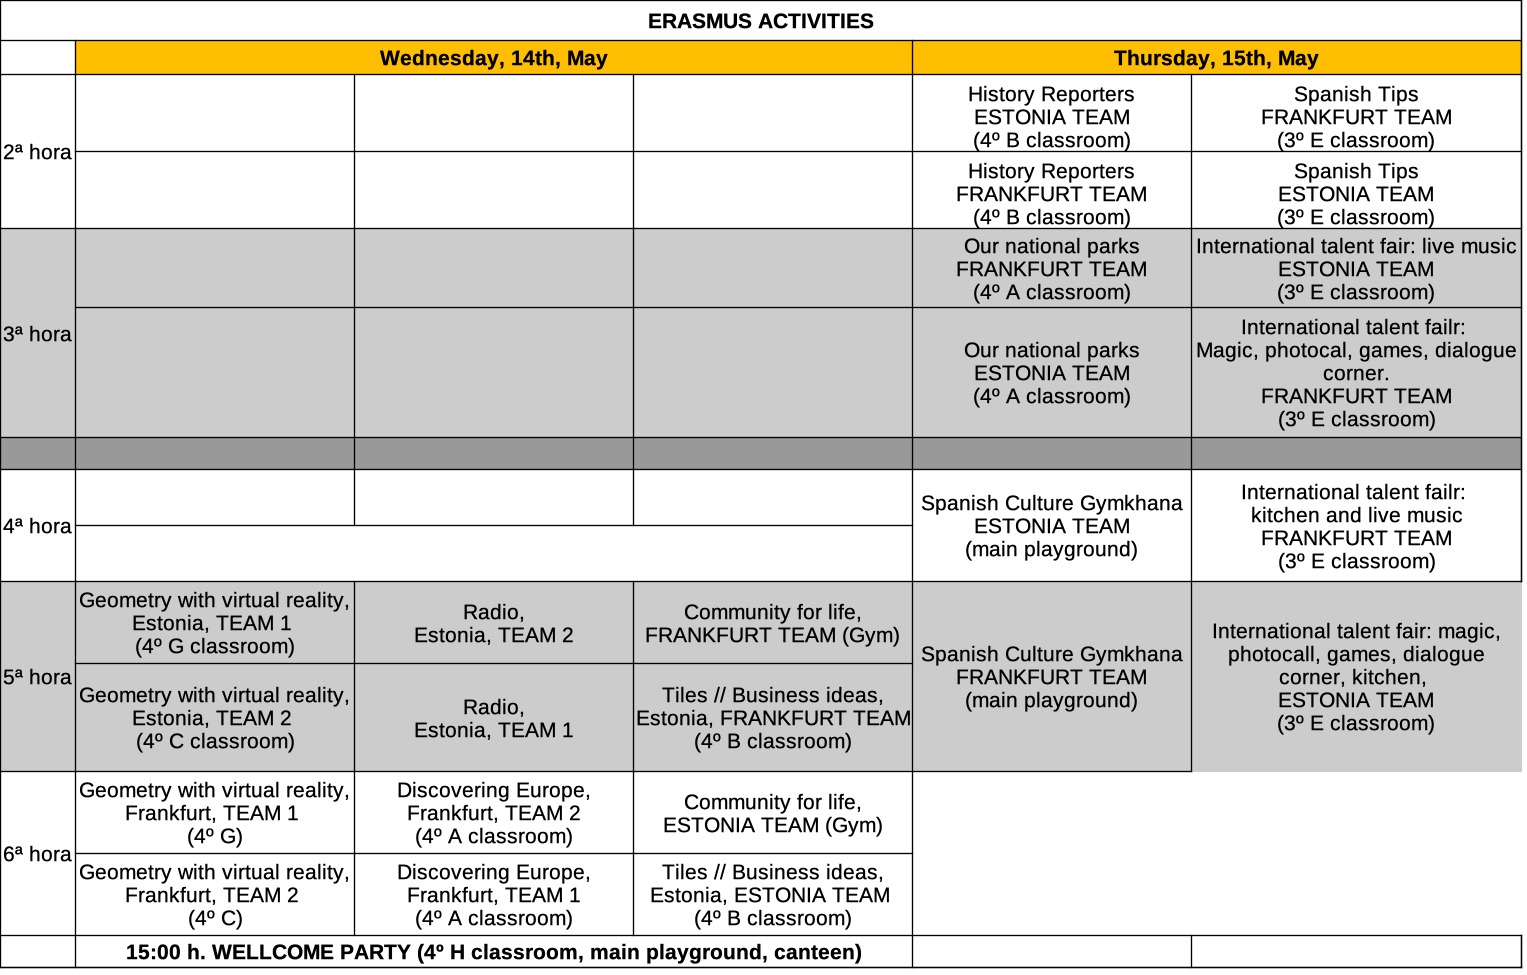 ERASMUS ACTIVITIES
Wednesday, 14th, May
Thursday, 15th, May
2ª hora
History Reporters
ESTONIA TEAM
(4º B classroom)
Spanish Tips
FRANKFURT TEAM
(3º E classroom)
History Reporters
FRANKFURT TEAM
(4º B classroom)
Spanish Tips
ESTONIA TEAM
(3º E classroom)
3ª hora
Our national parks
FRANKFURT TEAM
(4º A classroom)
International talent fair: live music
ESTONIA TEAM
(3º E classroom)
Our national parks
ESTONIA TEAM
(4º A classroom)
International talent failr:
Magic, photocal, games, dialogue
corner.
FRANKFURT TEAM
(3º E classroom)
4ª hora
Spanish Culture Gymkhana
ESTONIA TEAM
(main playground)
International talent failr:
kitchen and live music
FRANKFURT TEAM
(3º E classroom)
5ª hora
Geometry with virtual reality,
Estonia, TEAM 1
(4º G classroom)
Radio,
Estonia, TEAM 2
Community for life,
FRANKFURT TEAM (Gym)
Spanish Culture Gymkhana
FRANKFURT TEAM
(main playground)
International talent fair: magic,
photocall, games, dialogue
corner, kitchen,
ESTONIA TEAM
(3º E classroom)
Geometry with virtual reality,
Estonia, TEAM 2
(4º C classroom)
Radio,
Estonia, TEAM 1
Tiles // Business ideas,
Estonia, FRANKFURT TEAM
(4º B classroom)
6ª hora
Geometry with virtual reality,
Frankfurt, TEAM 1
(4º G)
Discovering Europe,
Frankfurt, TEAM 2
(4º A classroom)
Community for life,
ESTONIA TEAM (Gym)
Geometry with virtual reality,
Frankfurt, TEAM 2
(4º C)
Discovering Europe,
Frankfurt, TEAM 1
(4º A classroom)
Tiles // Business ideas,
Estonia, ESTONIA TEAM
(4º B classroom)
15:00 h. WELLCOME PARTY (4º H classroom, main playground, canteen)